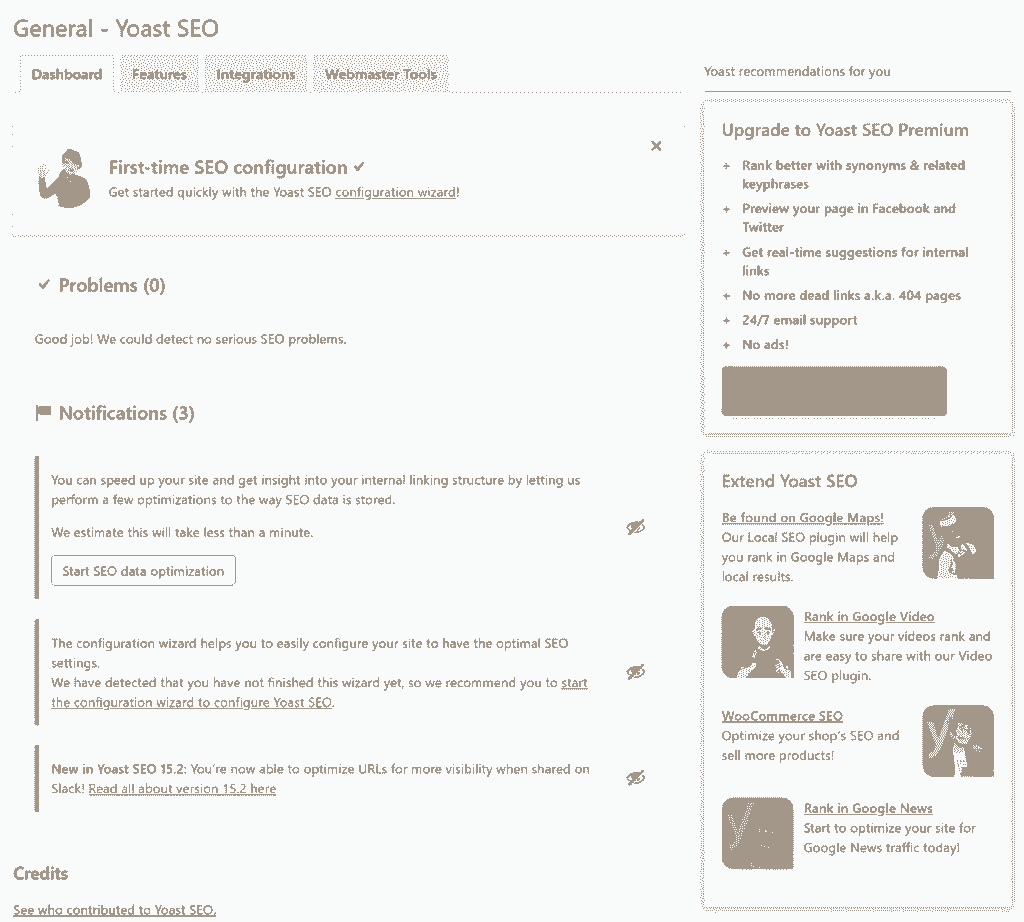 General - Yoast SEO
Dashboard
Features
Integrations
Webmaster Tools
First-time SEO configuration
Get started quickly with the Yoast SEO configuration wizard!
Problems (0)
Good job! We could detect no serious SEO problems.
Notifications (3)
You can speed up your site and get insight into your internal linking structure by letting us
perform a few optimizations to the way SEO data is stored.
We estimate this will take less than a minute.
Start SEO data optimization
The configuration wizard helps you to easily configure your site to have the optimal SEO
settings.
We have detected that you have not finished this wizard yet, so we recommend you to start
the configuration wizard to configure Yoast SEO.
New in Yoast SEO 15.2: You're now able to optimize URLs for more visibility when shared on
Slack! Read all about version 15.2 here
Credits
See who contributed to Yoast SEO.
Yoast recommendations for you
Upgrade to Yoast SEO Premium
+ Rank better with synonyms & related
keyphrases
+ Preview your page in Facebook and
Twitter
+ Get real-time suggestions for internal
links
+ No more dead links a.k.a. 404 pages
+ 24/7 email support
+ No ads!
Extend Yoast SEO
Be found on Google Maps!
Our Local SEO plugin will help
you rank in Google Maps and
local results.
Rank in Google Video
Make sure your videos rank and
are easy to share with our Video
SEO plugin.
WooCommerce SEO
Optimize your shop's SEO and
sell more products!
Rank in Google News
Start to optimize your site for
Google News traffic today!